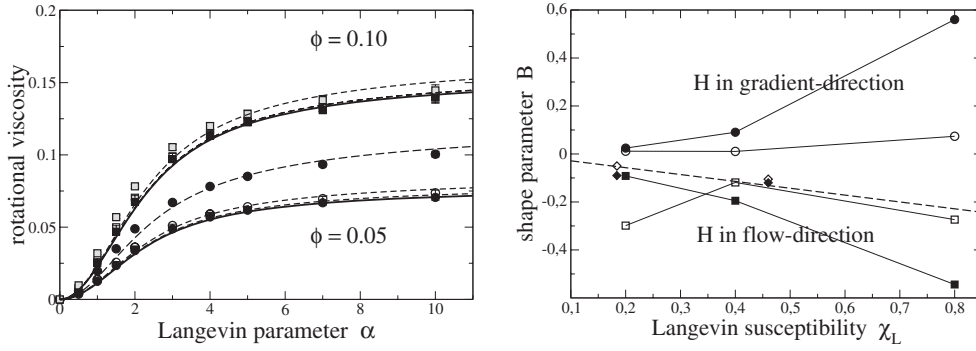 rotational viscosity
0.2
0.15
0.1
0.05
0
ϕ = 0.10
ϕ = 0.05
0 2 4 6 8 10
Langevin parameter α
shape parameter B
0,6
0,4
0,2
0
-0,2
-0,4
H in gradient-direction
H in flow-direction
0,1 0,2 0,3 0,4 0,5 0,6 0,7 0,8 0,9
Langevin susceptibility χL